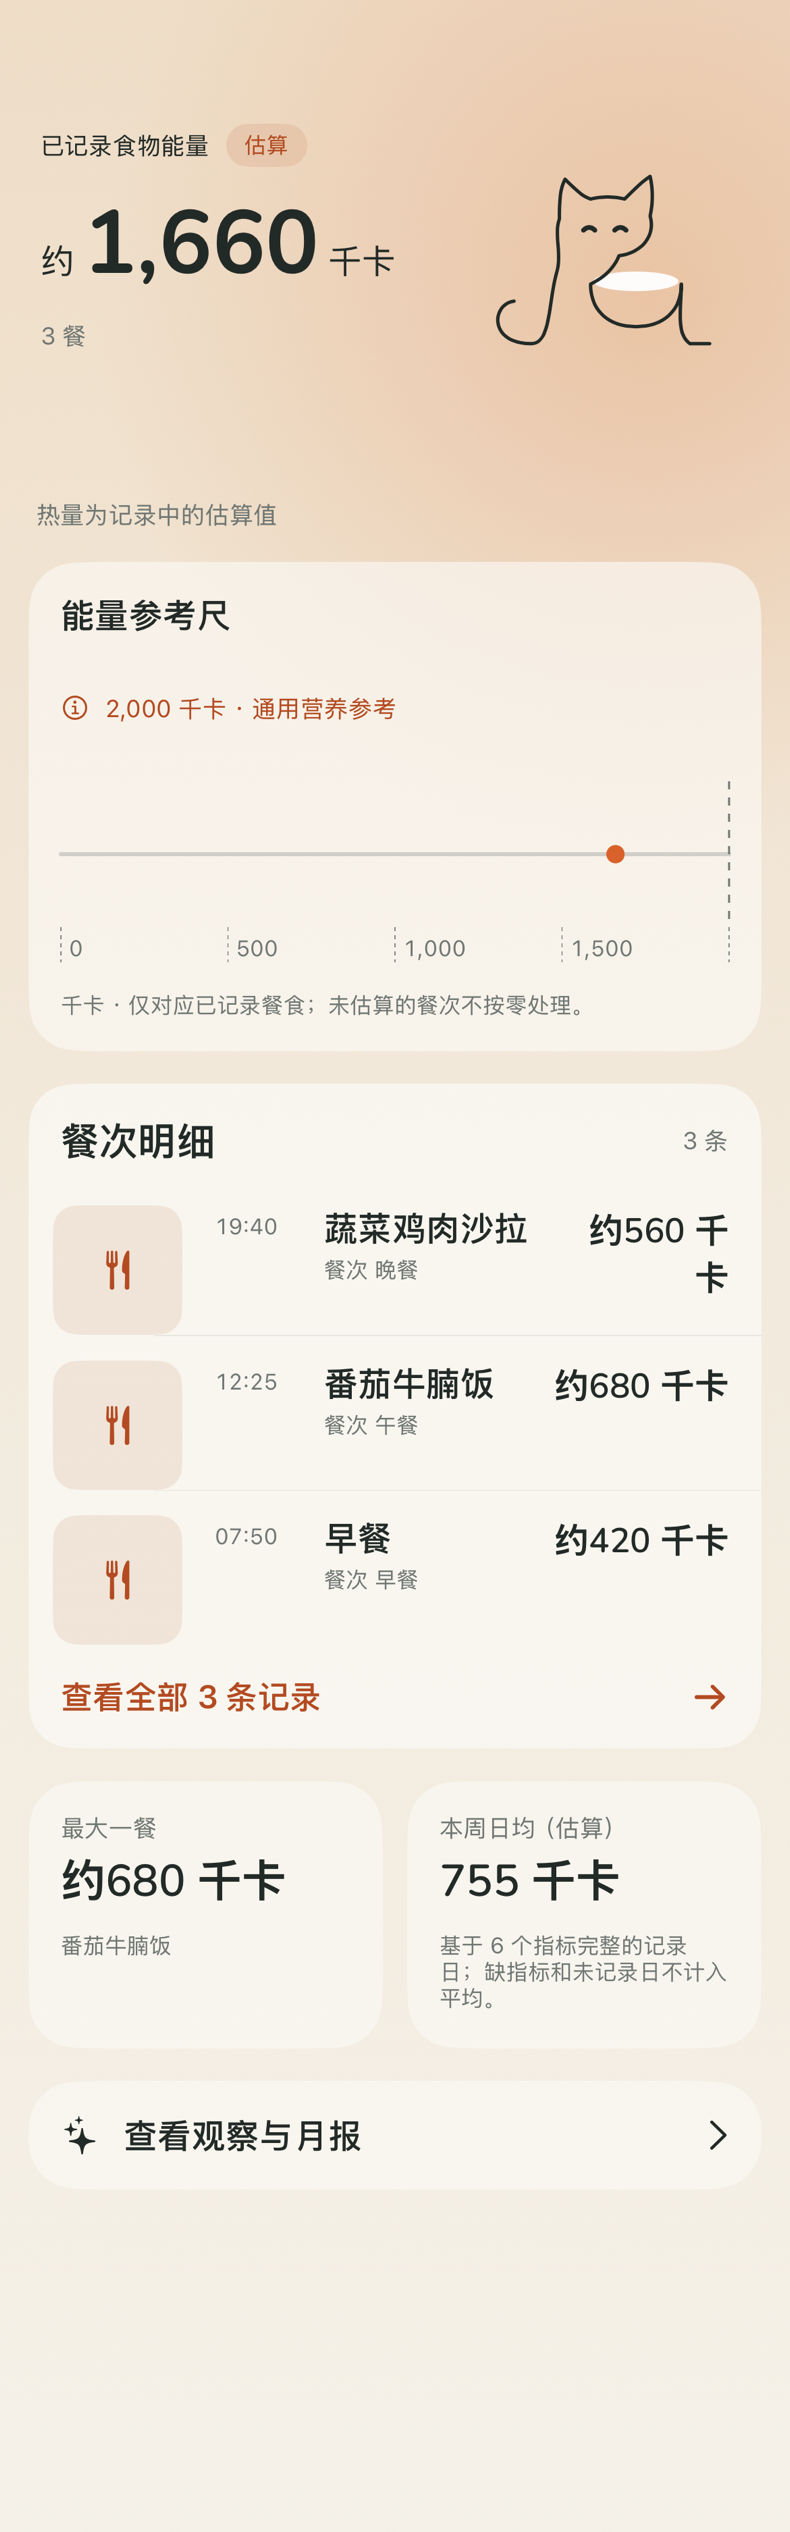 已记录食物能量 估算
约 1,660 千卡
3 餐
热量为记录中的估算值
能量参考尺
2,000 千卡 · 通用营养参考
0 500 1,000 1,500
千卡 · 仅对应已记录餐食；未估算的餐次不按零处理。
餐次明细 3 条
19:40 蔬菜鸡肉沙拉 约560 千
卡
餐次 晚餐
12:25 番茄牛腩饭 约680 千卡
餐次 午餐
07:50 早餐 约420 千卡
餐次 早餐
查看全部 3 条记录
最大一餐
约680 千卡
番茄牛腩饭
本周日均（估算）
755 千卡
基于 6 个指标完整的记录
日；缺指标和未记录日不计入
平均。
查看观察与月报